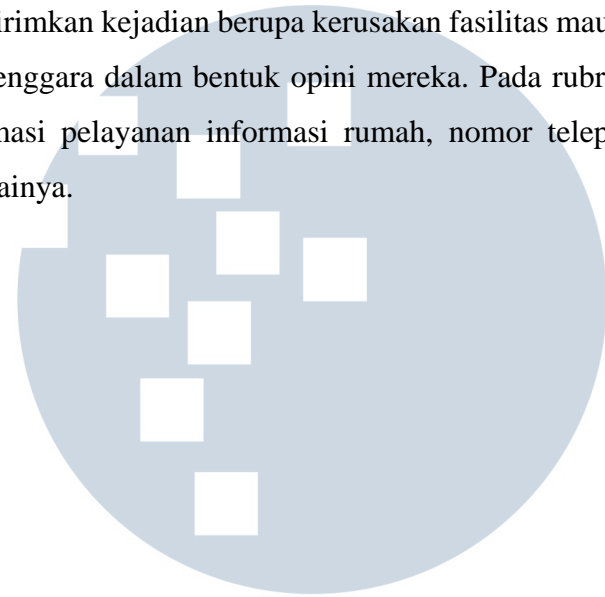 irimkan kejadian berupa kerusakan fasilitas mau
enggara dalam bentuk opini mereka. Pada rubr
masi pelayanan informasi rumah, nomor telep
ainya.